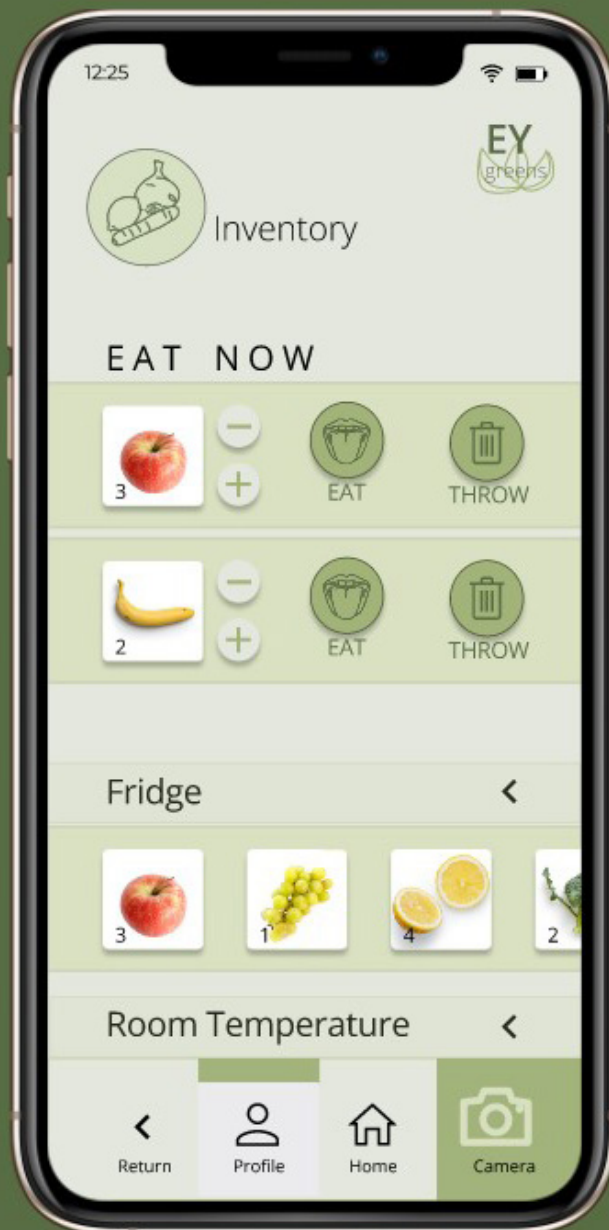 12:25
EY
greens
Inventory
EAT NOW
3
EAT
THROW
2
EAT
THROW
Fridge
3
1
4
2
Room Temperature
Return
Profile
Home
Camera